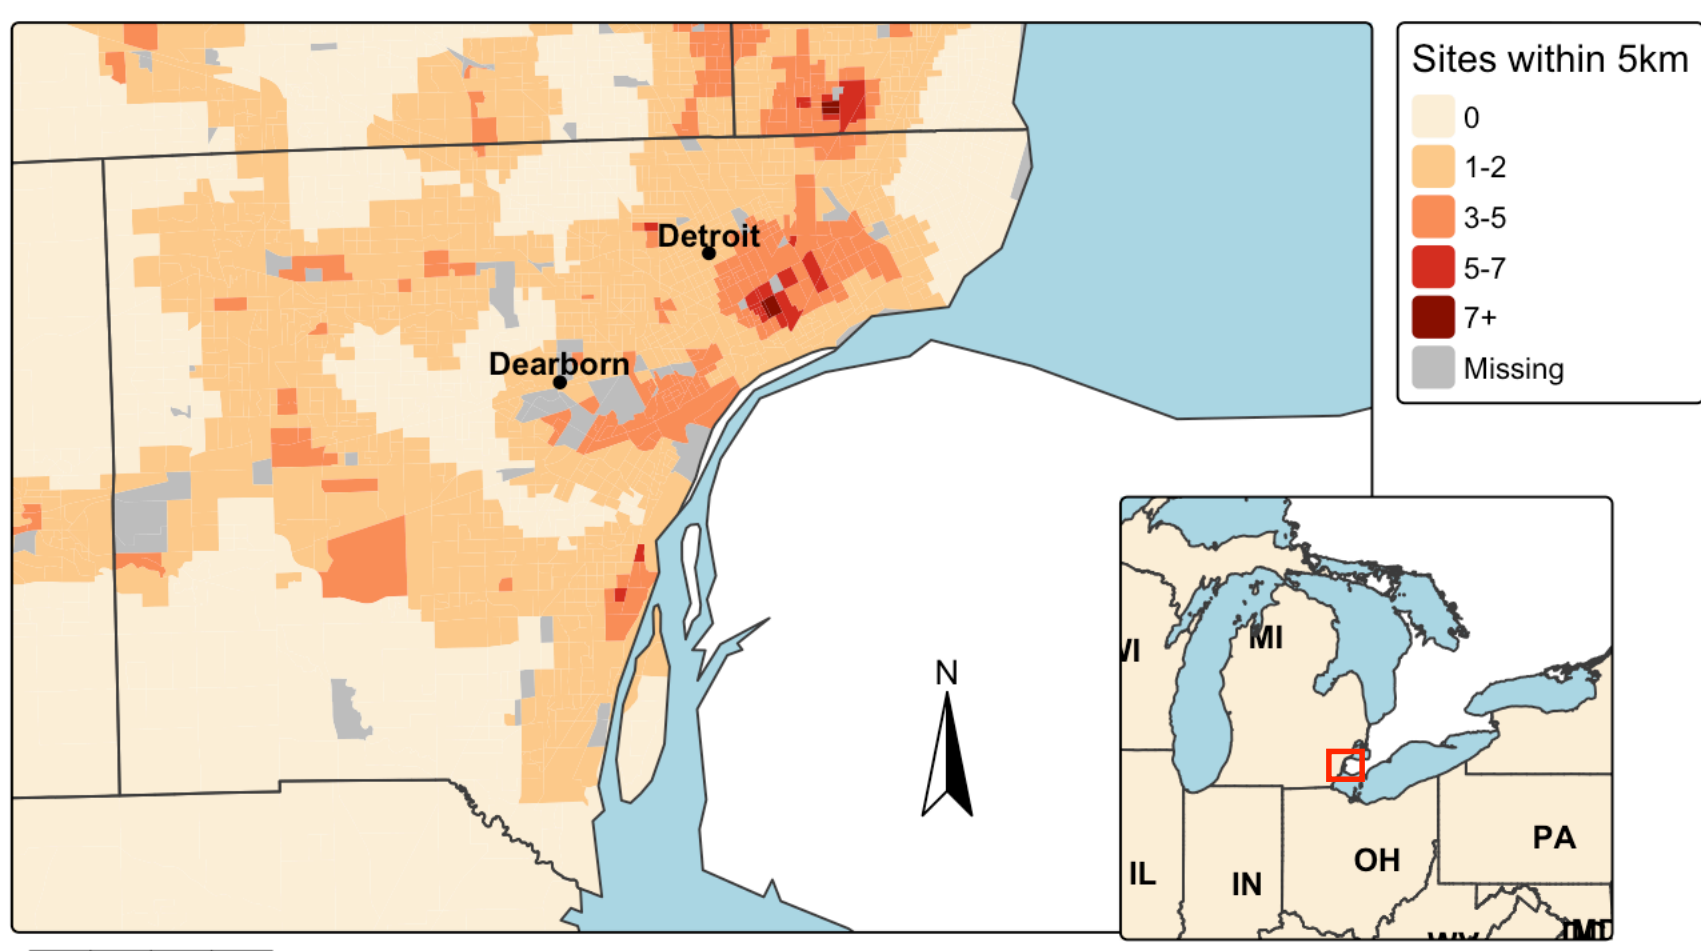 Sites within 5km
0
1-2
3-5
5-7
7+
Missing
Detroit
Dearborn
N
MI
IL
IN
OH
PA